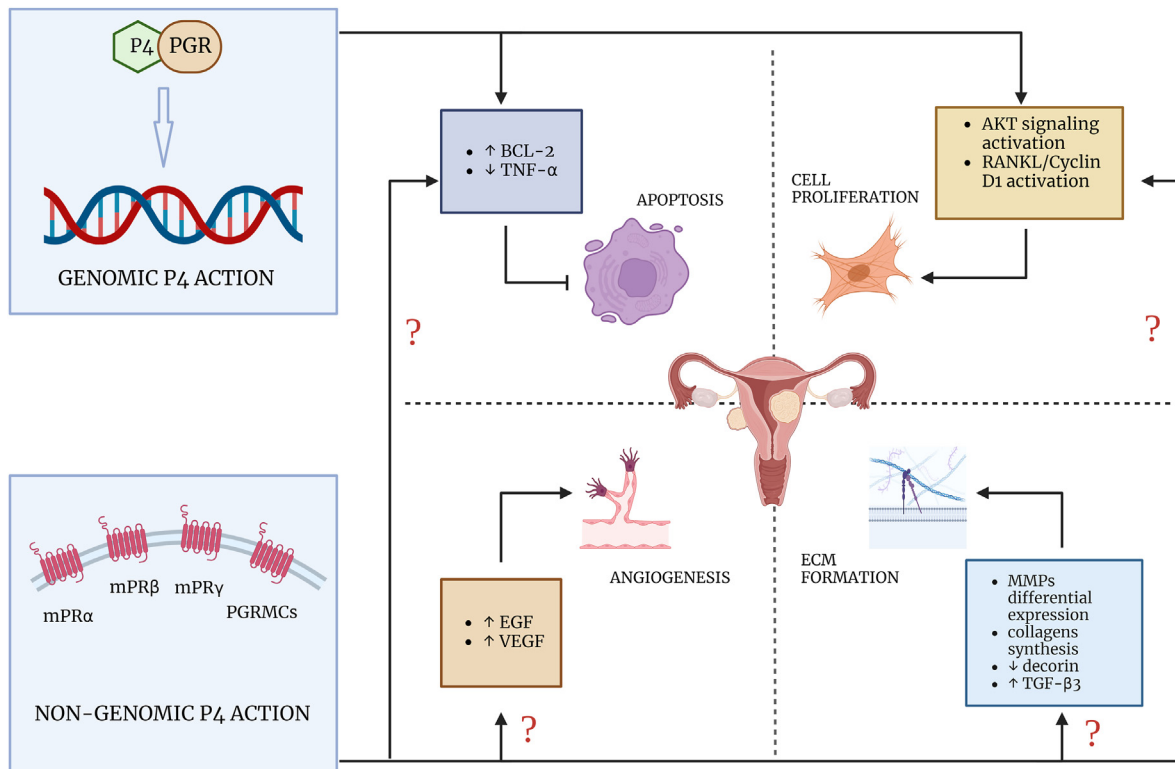 P4 PGR
GENOMIC P4 ACTION
• ↑ BCL-2
• ↓ TNF-α
APOPTOSIS
CELL
PROLIFERATION
• AKT signaling
activation
• RANKL/Cyclin
D1 activation
?
?
mPRα
mPRβ
mPRγ
PGRMCs
NON-GENOMIC P4 ACTION
ANGIOGENESIS
• ↑ EGF
• ↑ VEGF
?
ECM
FORMATION
• MMPs
differential
expression
• collagens
synthesis
• ↓ decorin
• ↑ TGF-β3
?